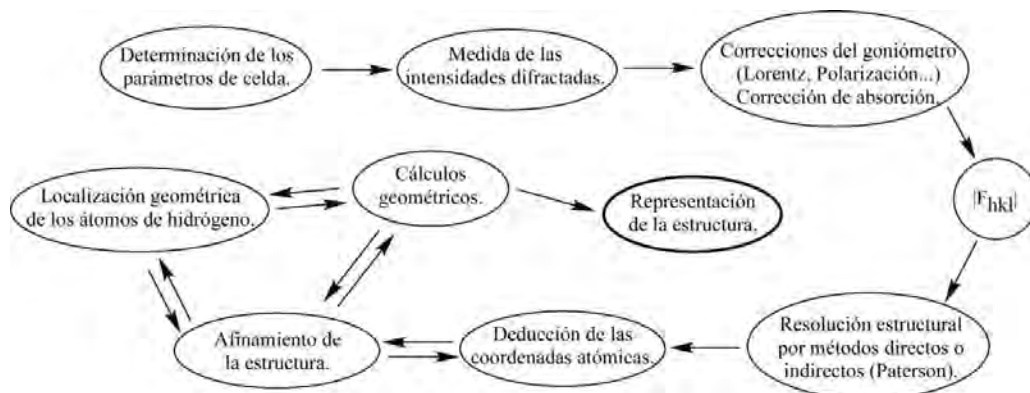 Determinación de los
parámetros de celda.
Medida de las
intensidades difractadas.
Correcciones del goniómetro
(Lorentz, Polarización...)
Corrección de absorción.
|F_hkl|
Resolución estructural
por métodos directos o
indirectos (Paterson).
Deducción de las
coordenadas atómicas.
Afinamiento de
la estructura.
Localización geométrica
de los átomos de hidrógeno.
Cálculos
geométricos.
Representación
de la estructura.